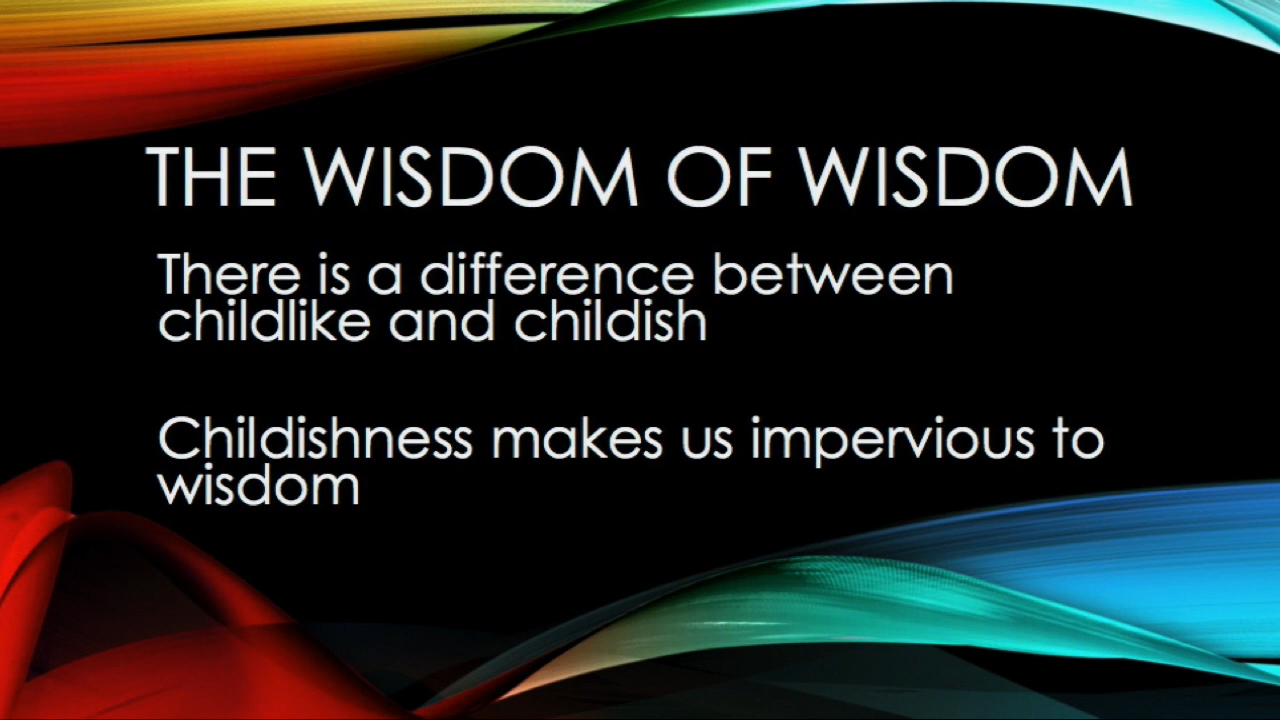 THE WISDOM OF WISDOM
There is a difference between
childlike and childish
Childishness makes us impervious to
wisdom